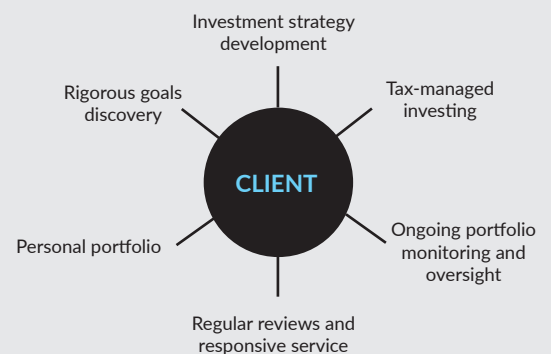 Investment strategy
development
Rigorous goals
discovery
Tax-managed
investing
CLIENT
Personal portfolio
Ongoing portfolio
monitoring and
oversight
Regular reviews and
responsive service